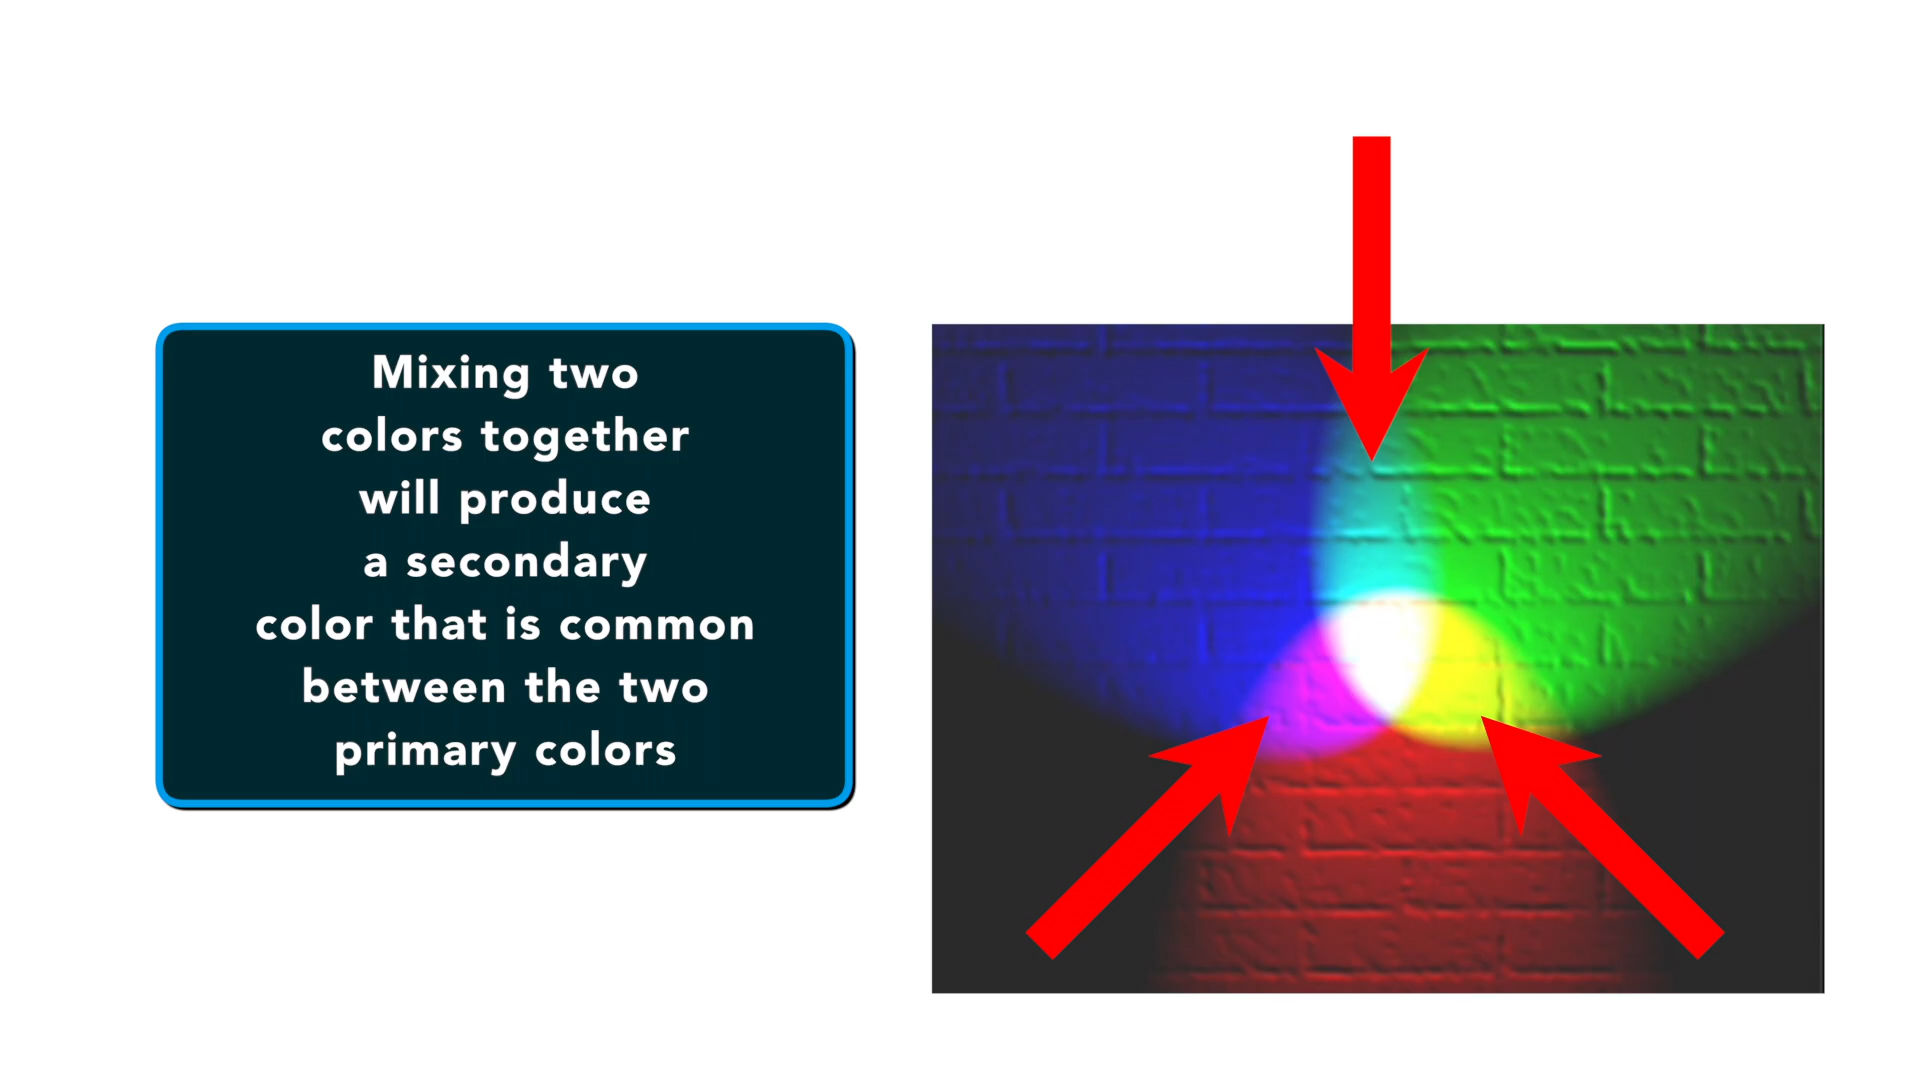 Mixing two
colors together
will produce
a secondary
color that is common
between the two
primary colors